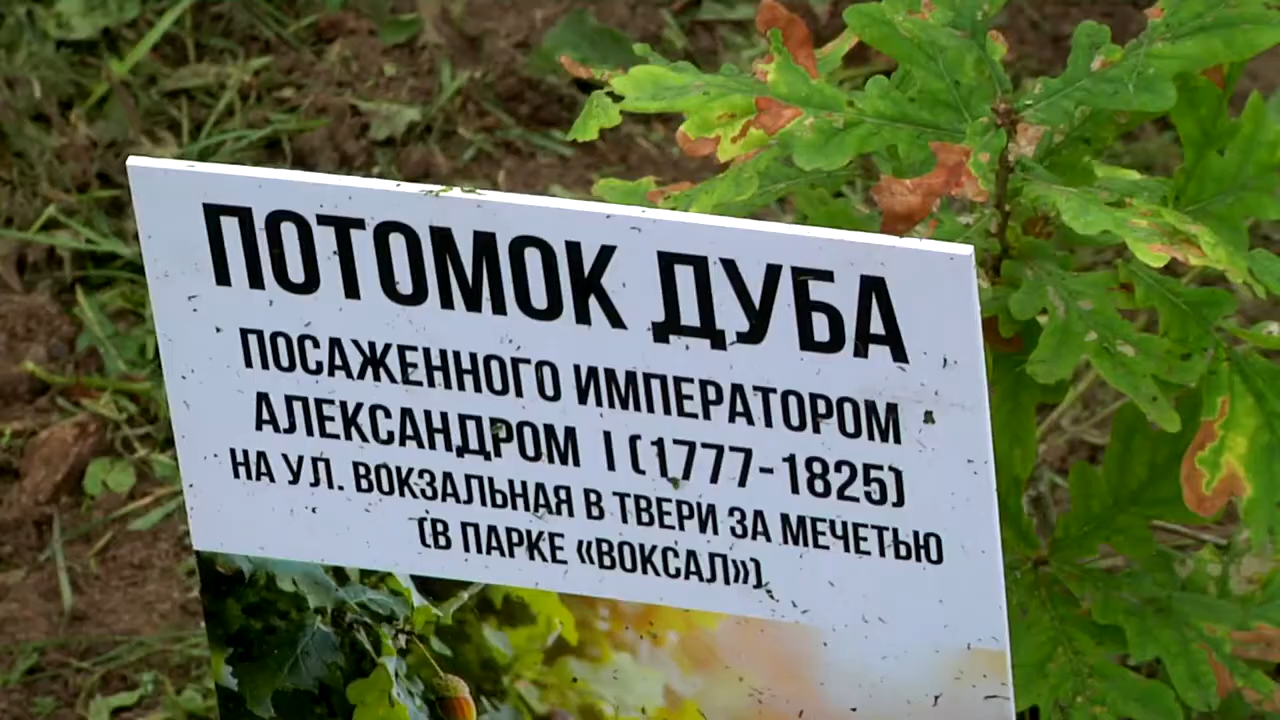 ПОТОМОК ДУБА
ПОСАЖЕННОГО ИМПЕРАТОРОМ
АЛЕКСАНДРОМ I (1777-1825)
НА УЛ. ВОКЗАЛЬНАЯ В ТВЕРИ ЗА МЕЧЕТЬЮ
(В ПАРКЕ «ВОКСАЛ»)